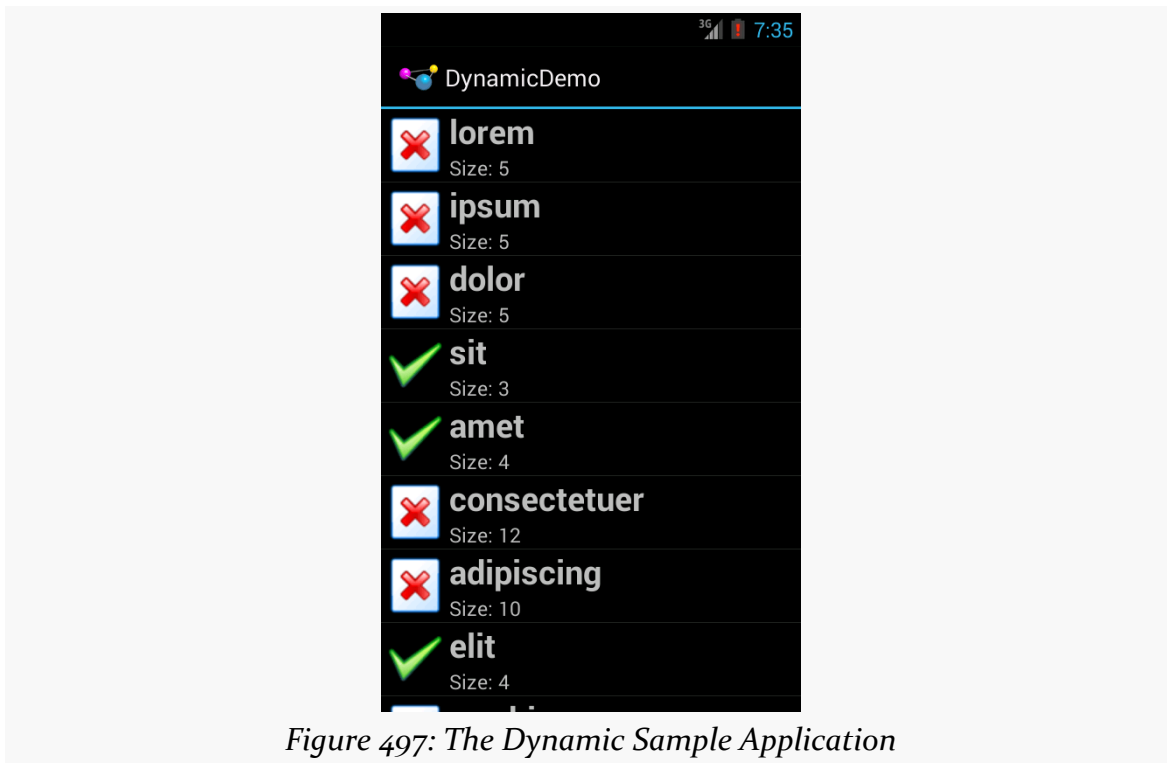 3G 7:35
DynamicDemo
lorem
Size: 5
ipsum
Size: 5
dolor
Size: 5
sit
Size: 3
amet
Size: 4
consectetuer
Size: 12
adipiscing
Size: 10
elit
Size: 4
Figure 497: The Dynamic Sample Application